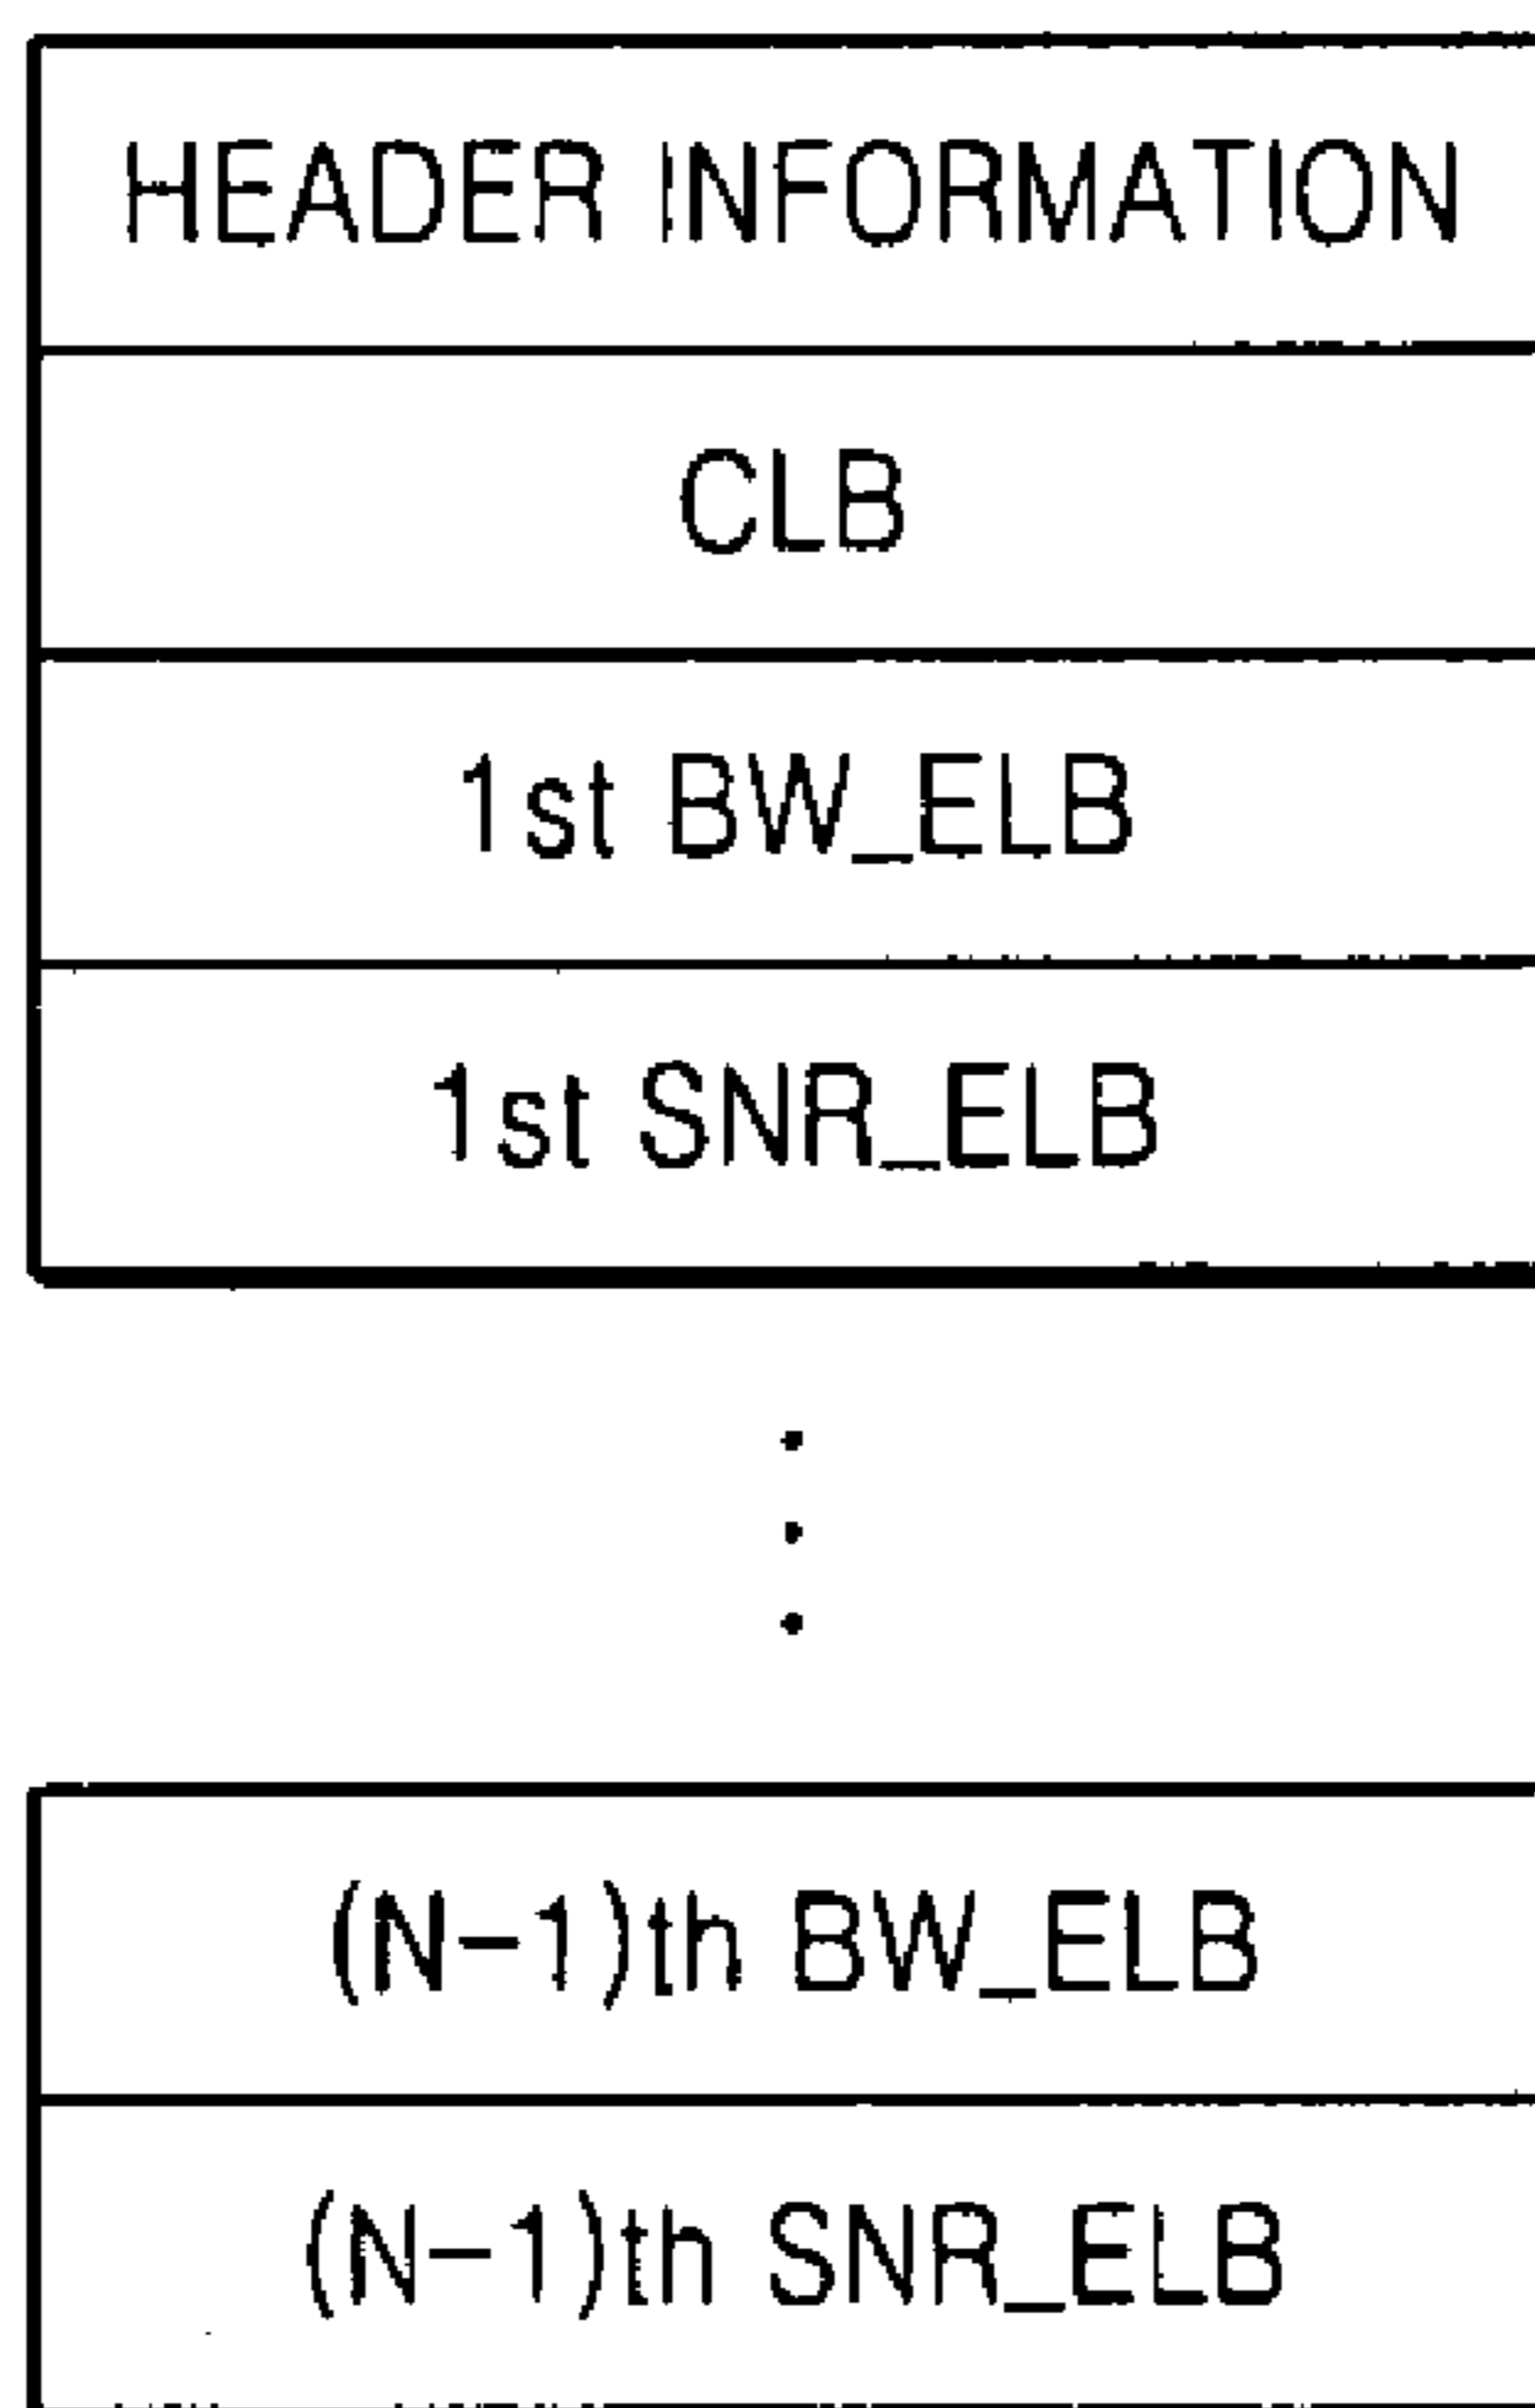 HEADER INFORMATION
CLB
1st BW_ELB
1st SNR_ELB
(N-1)th BW_ELB
(N-1)th SNR_ELB